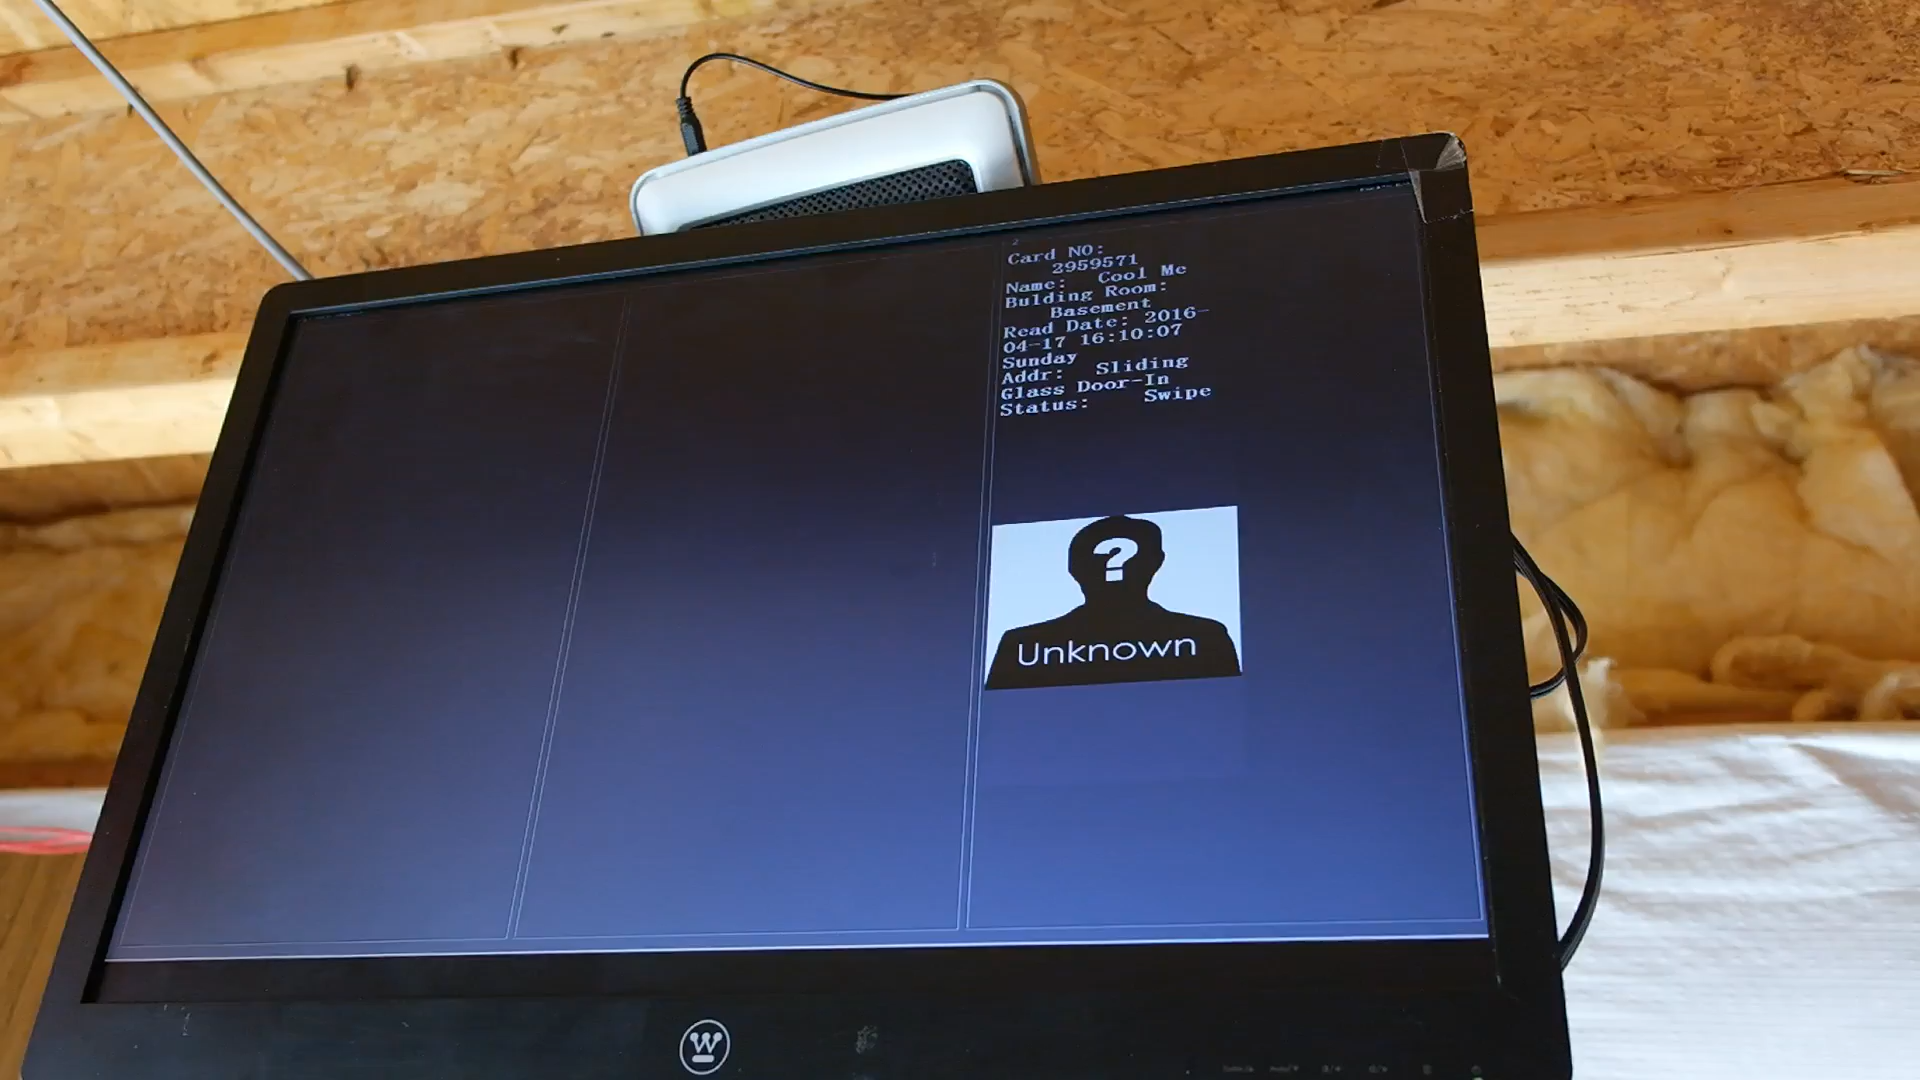 2
Card NO:
2959571
Name: Cool Me
Bulding Room:
Basement
Read Date: 2016-
04-17 16:10:07
Sunday
Addr: Sliding
Glass Door-In
Status: Swipe
?
Unknown
W